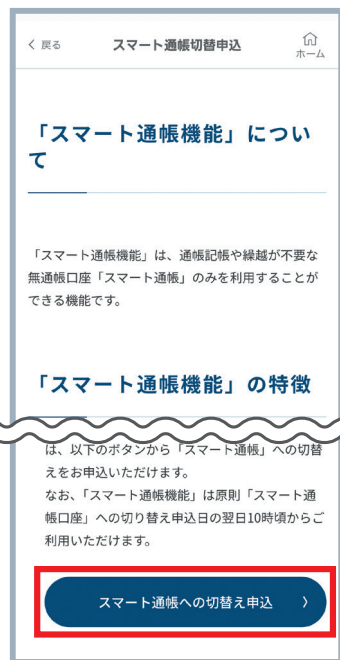 戻る スマート通帳切替申込 ホーム
「スマート通帳機能」につい
て
「スマート通帳機能」は、通帳記帳や繰越が不要な
無通帳口座「スマート通帳」のみを利用することが
できる機能です。
「スマート通帳機能」の特徴
は、以下のボタンから「スマート通帳」への切替
えをお申込いただけます。
なお、「スマート通帳機能」は原則「スマート通
帳口座」への切り替え申込日の翌日10時頃からご
利用いただけます。
スマート通帳への切替え申込